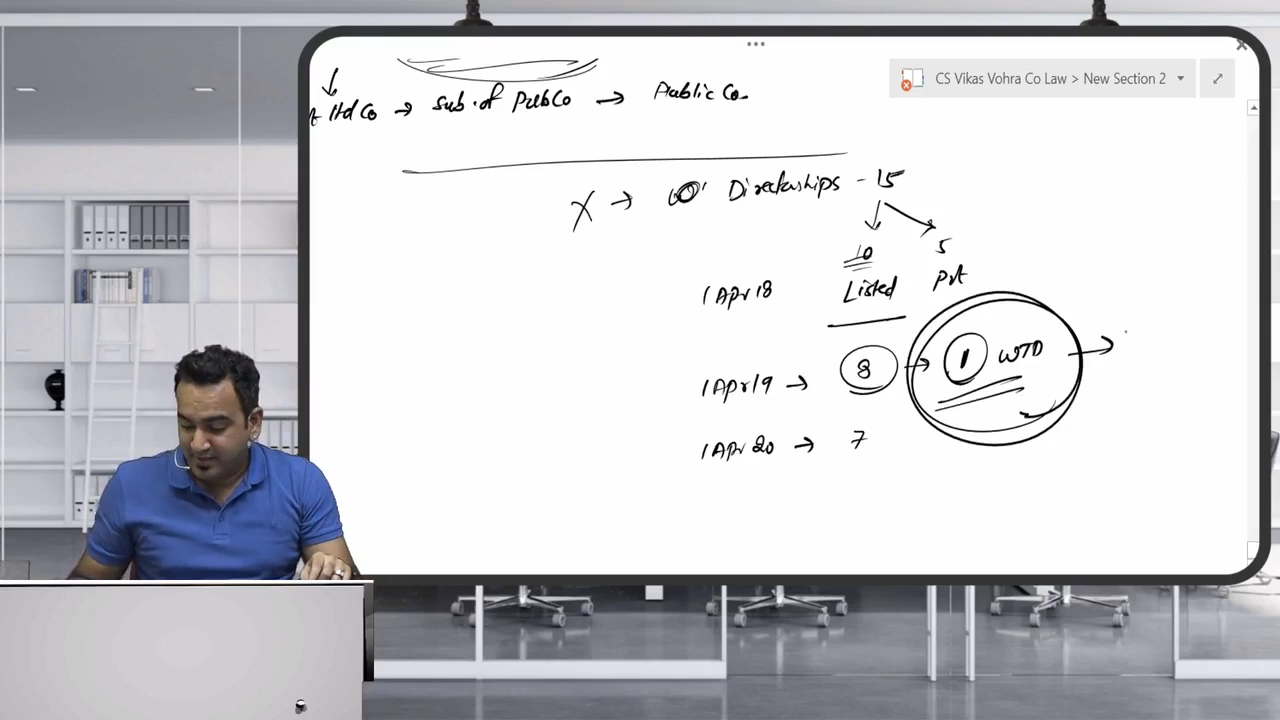 CS Vikas Vohra Co Law > New Section 2
Hd Co → Sub. of PubCo → Public Co.
X → Directorships - 15
10 5
1 Apr 18 Listed Pvt
1 Apr 19 → 8 → 1 WTD →
1 Apr 20 → 7